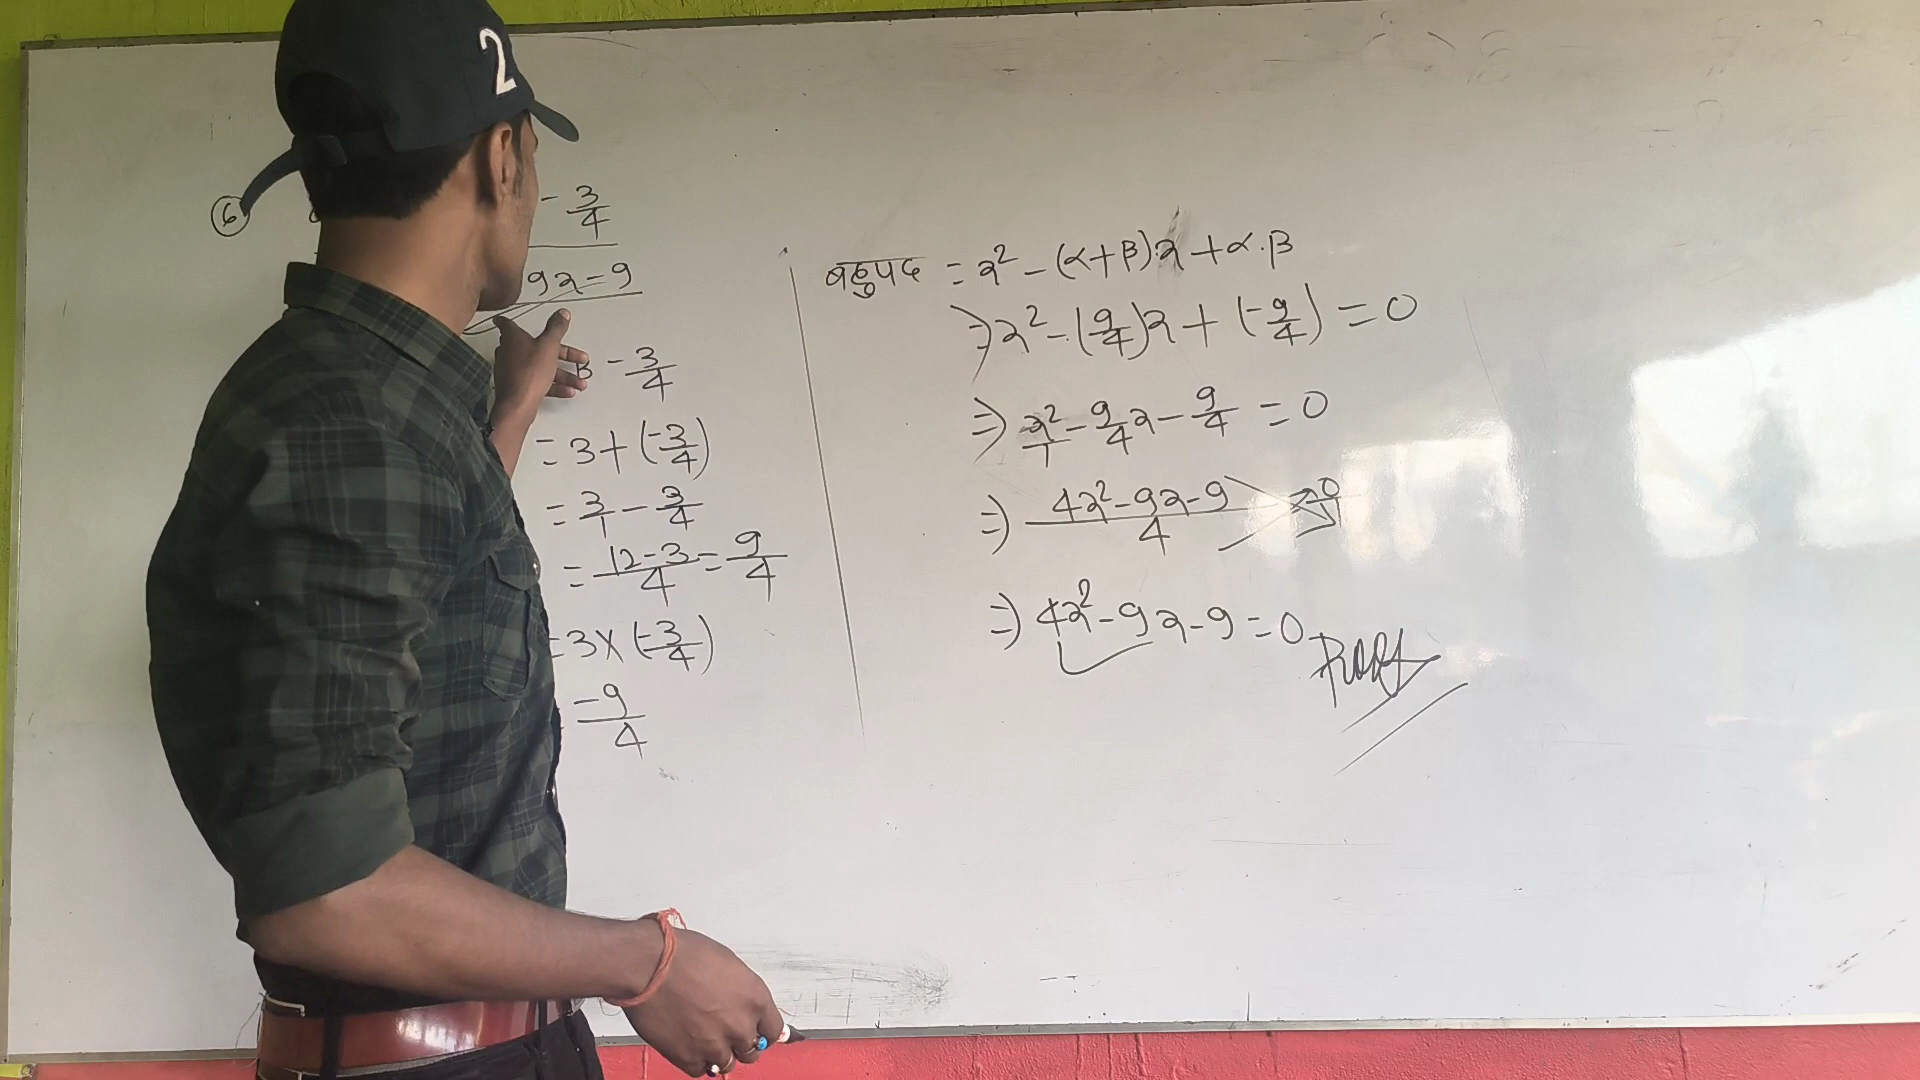 2
6 - 3/4
9x = 9
β - 3/4
= 3 + (-3/4)
= 3/1 - 3/4
= 12-3/4 = 9/4
= 3 × (-3/4)
-9/4
बहुपद = x² - (α+β).x + α.β
⇒ x² - (9/4)x + (-9/4) = 0
⇒ x²/1 - 9/4 x - 9/4 = 0
⇒ 4x² - 9x - 9 / 4 = 0/1
⇒ 4x² - 9x - 9 = 0